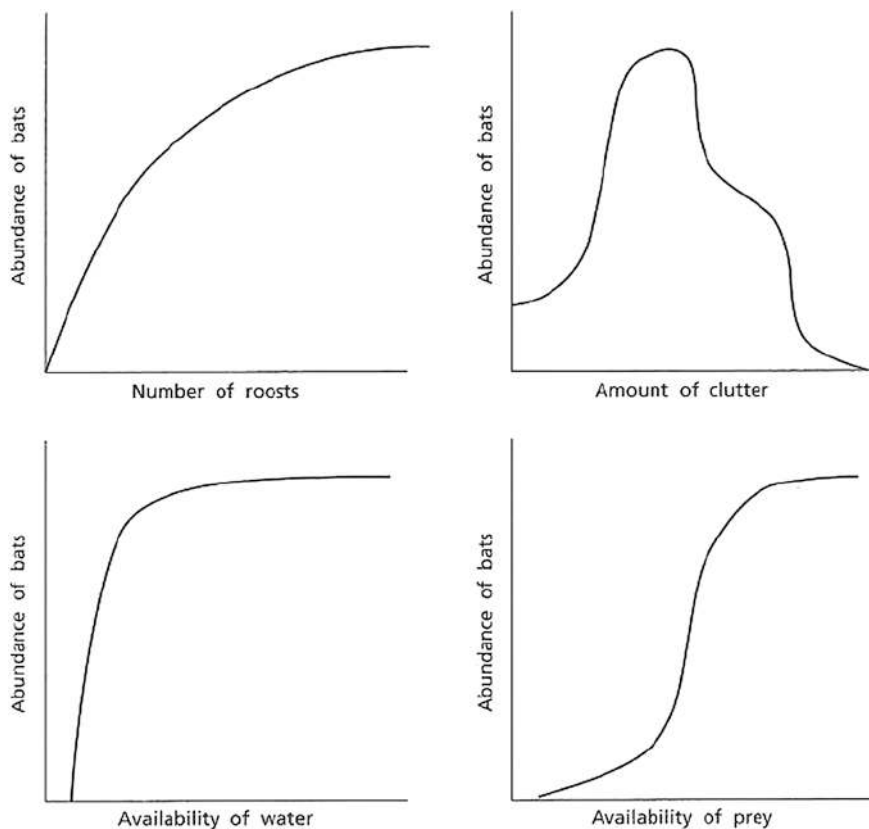 Abundance of bats
Number of roosts
Abundance of bats
Amount of clutter
Abundance of bats
Availability of water
Abundance of bats
Availability of prey